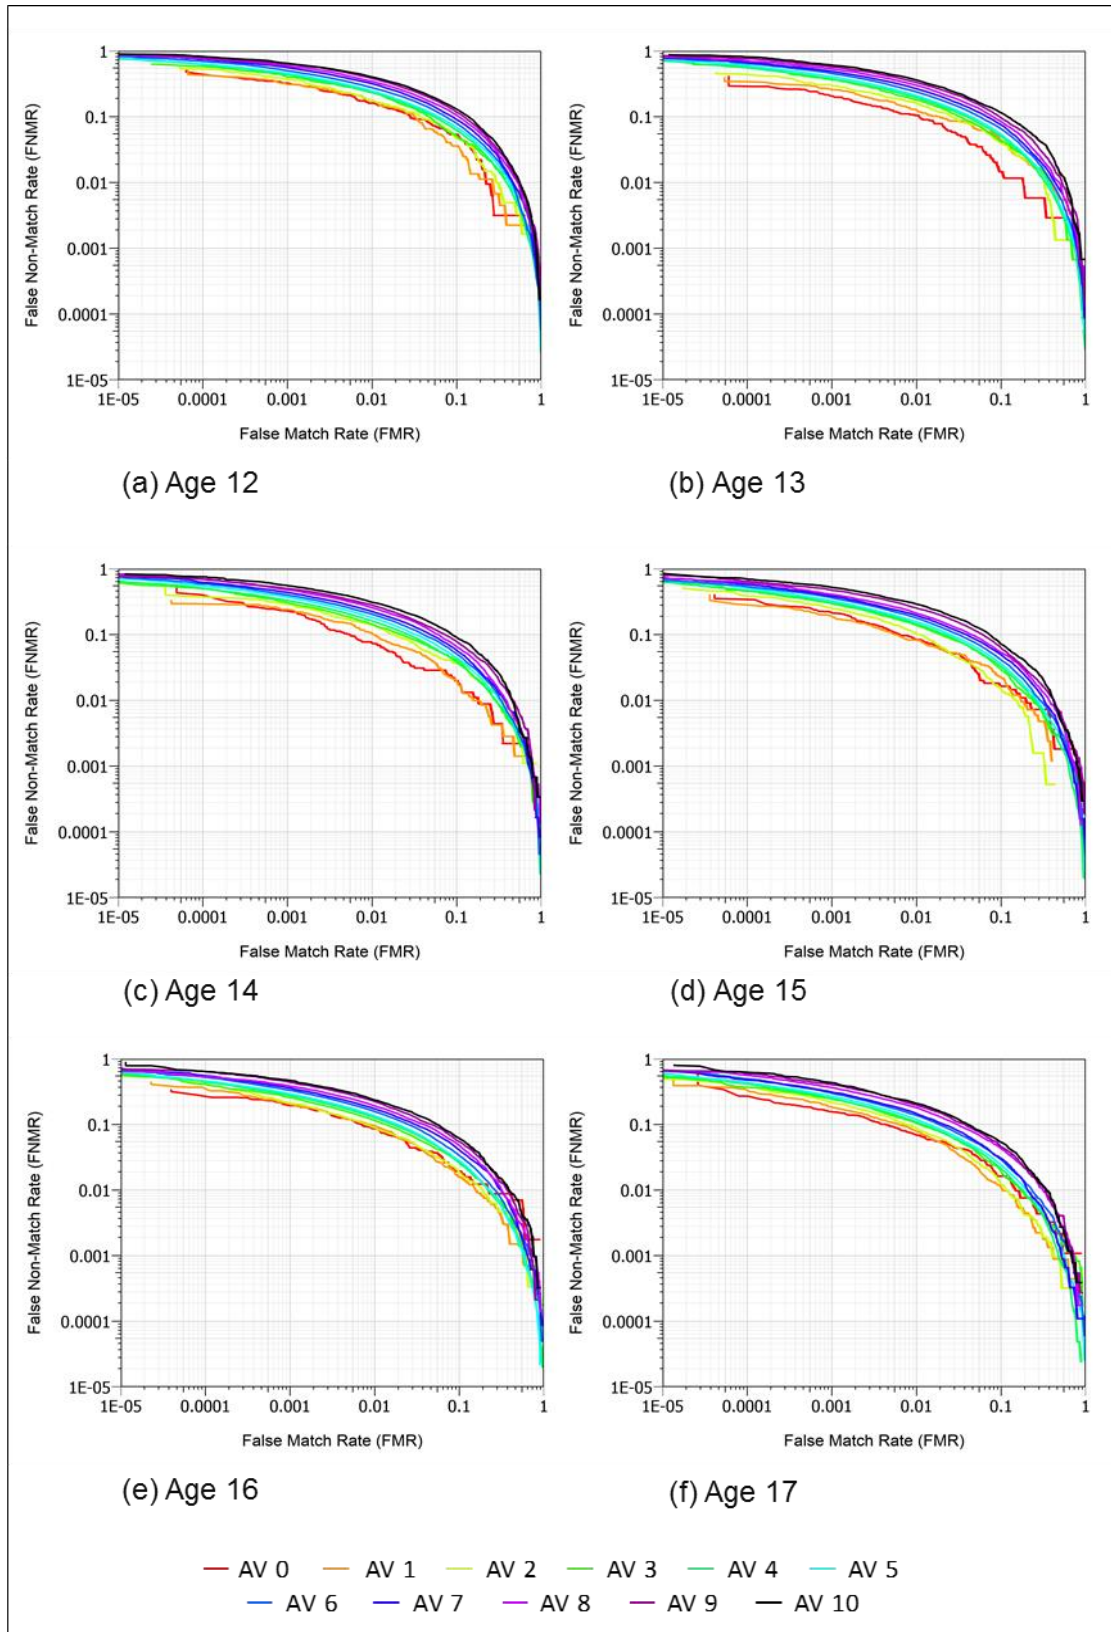 1
0.1
0.01
0.001
0.0001
1E-05
False Non-Match Rate (FNMR)
1E-05 0.0001 0.001 0.01 0.1 1
False Match Rate (FMR)
(a) Age 12
1
0.1
0.01
0.001
0.0001
1E-05
False Non-Match Rate (FNMR)
1E-05 0.0001 0.001 0.01 0.1 1
False Match Rate (FMR)
(b) Age 13
1
0.1
0.01
0.001
0.0001
1E-05
False Non-Match Rate (FNMR)
1E-05 0.0001 0.001 0.01 0.1 1
False Match Rate (FMR)
(c) Age 14
1
0.1
0.01
0.001
0.0001
1E-05
False Non-Match Rate (FNMR)
1E-05 0.0001 0.001 0.01 0.1 1
False Match Rate (FMR)
(d) Age 15
1
0.1
0.01
0.001
0.0001
1E-05
False Non-Match Rate (FNMR)
1E-05 0.0001 0.001 0.01 0.1 1
False Match Rate (FMR)
(e) Age 16
1
0.1
0.01
0.001
0.0001
1E-05
False Non-Match Rate (FNMR)
1E-05 0.0001 0.001 0.01 0.1 1
False Match Rate (FMR)
(f) Age 17
AV 0 AV 1 AV 2 AV 3 AV 4 AV 5
AV 6 AV 7 AV 8 AV 9 AV 10